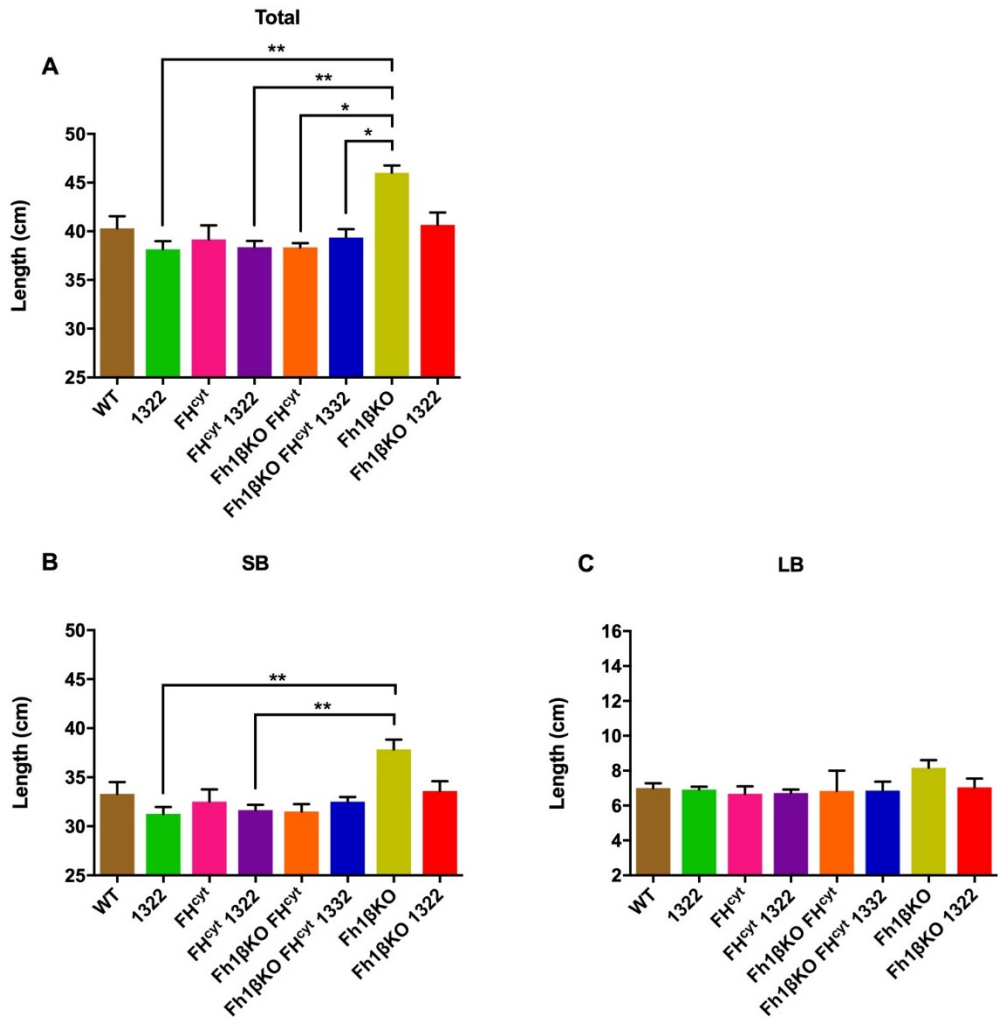 Total
A
**
**
*
*
Length (cm)
50
45
40
35
30
25
WT
1322
FHcyt
FHcyt 1322
Fh1βKO FHcyt
Fh1βKO FHcyt 1332
Fh1βKO
Fh1βKO 1322
B
SB
**
**
Length (cm)
50
45
40
35
30
25
WT
1322
FHcyt
FHcyt 1322
Fh1βKO FHcyt
Fh1βKO FHcyt 1332
Fh1βKO
Fh1βKO 1322
C
LB
Length (cm)
16
14
12
10
8
6
4
2
WT
1322
FHcyt
FHcyt 1322
Fh1βKO FHcyt
Fh1βKO FHcyt 1332
Fh1βKO
Fh1βKO 1322